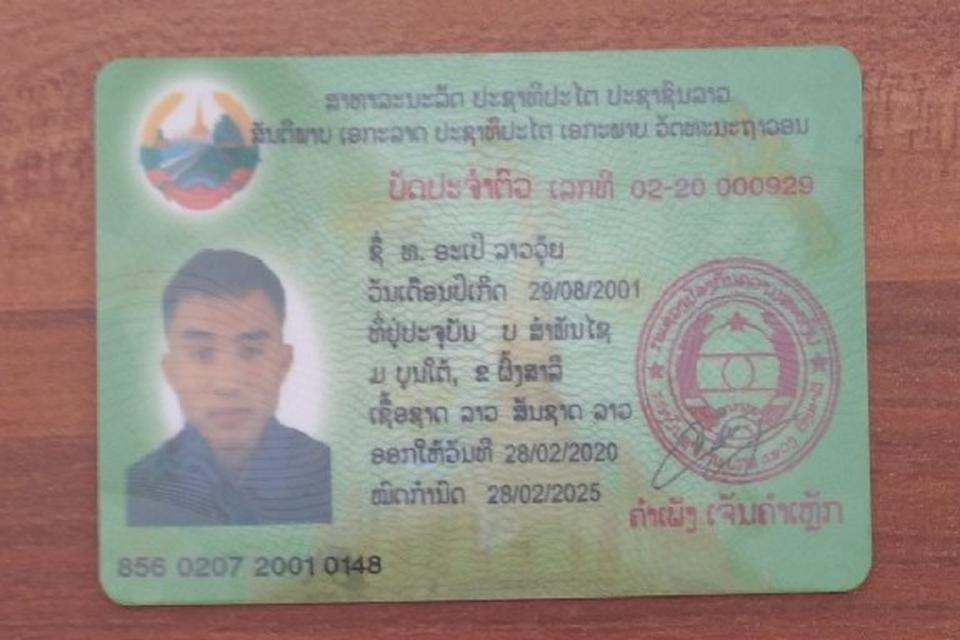 ສາທາລະນະລັດ ປະຊາທິປະໄຕ ປະຊາຊົນລາວ
ສັນຕິພາບ ເອກະລາດ ປະຊາທິປະໄຕ ເອກະພາບ ວັດທະນະຖາວອນ
ບັດປະຈຳຕົວ ເລກທີ 02-20 000929
ຊື່ ທ. ອະເປີ ລາວວຸ້ຍ
ວັນເດືອນປີເກີດ 29/08/2001
ທີ່ຢູ່ປະຈຸບັນ ບ ສຳພັນໄຊ
ມ ບຸນໃຕ້, ຂ ຜົ້ງສາລີ
ເຊື້ອຊາດ ລາວ ສັນຊາດ ລາວ
ອອກໃຫ້ວັນທີ 28/02/2020
ໝົດກຳນົດ 28/02/2025
ຄຳເພັງ ເຈັນຄຳເຫຼັກ
856 0207 2001 0148